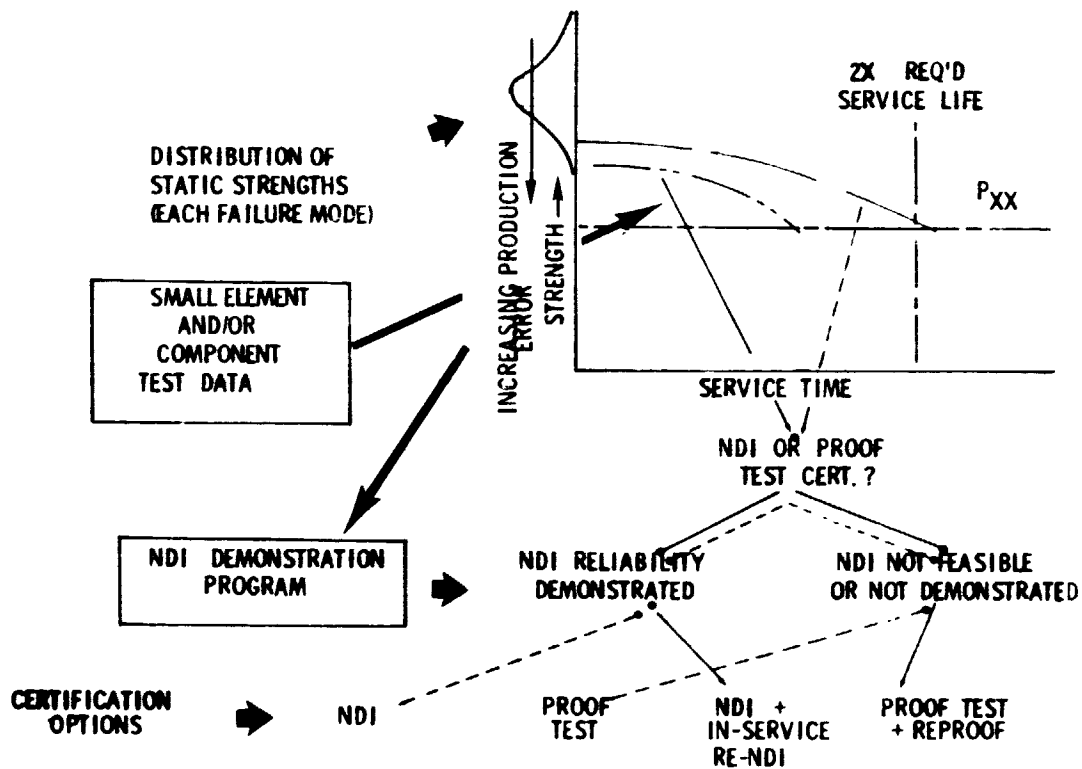 2X REQ'D
SERVICE LIFE
DISTRIBUTION OF
STATIC STRENGTHS
(EACH FAILURE MODE)
INCREASING PRODUCTION
ERROR
STRENGTH
PXX
SMALL ELEMENT
AND/OR
COMPONENT
TEST DATA
SERVICE TIME
NDI OR PROOF
TEST CERT. ?
NDI DEMONSTRATION
PROGRAM
NDI RELIABILITY
DEMONSTRATED
NDI NOT FEASIBLE
OR NOT DEMONSTRATED
CERTIFICATION
OPTIONS
NDI
PROOF
TEST
NDI +
IN-SERVICE
RE-NDI
PROOF TEST
+ REPROOF